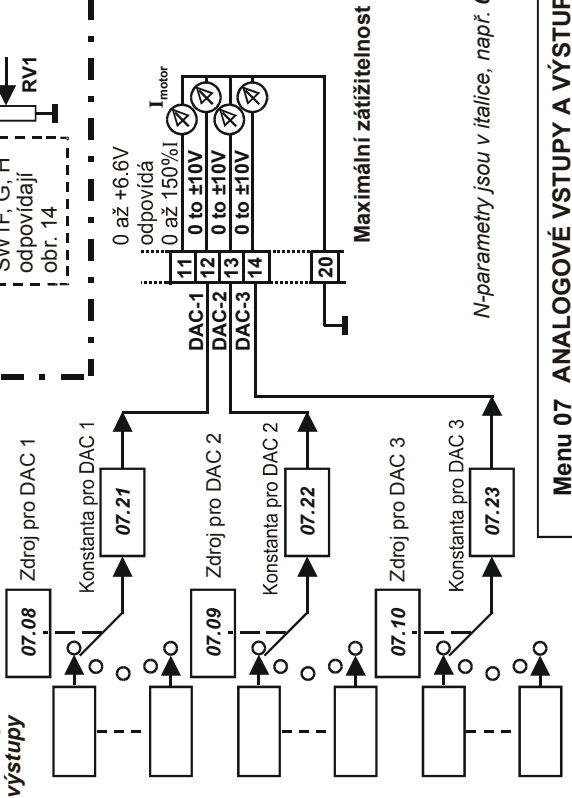 výstupy
07.08
Zdroj pro DAC 1
Konstanta pro DAC 1
07.21
07.09
Zdroj pro DAC 2
Konstanta pro DAC 2
07.22
07.10
Zdroj pro DAC 3
Konstanta pro DAC 3
07.23
SW1F, G, H
odpovídají
obr. 14
RV1
0 až +6.6V
odpovídá
0 až 150%I
Imotor
11
DAC-1 12 0 to ±10V
DAC-2 13 0 to ±10V
DAC-3 14 0 to ±10V
20
Maximální zátižitelnost
N-parametry jsou v italice, např.
Menu 07 ANALOGOVÉ VSTUPY A VÝSTUP